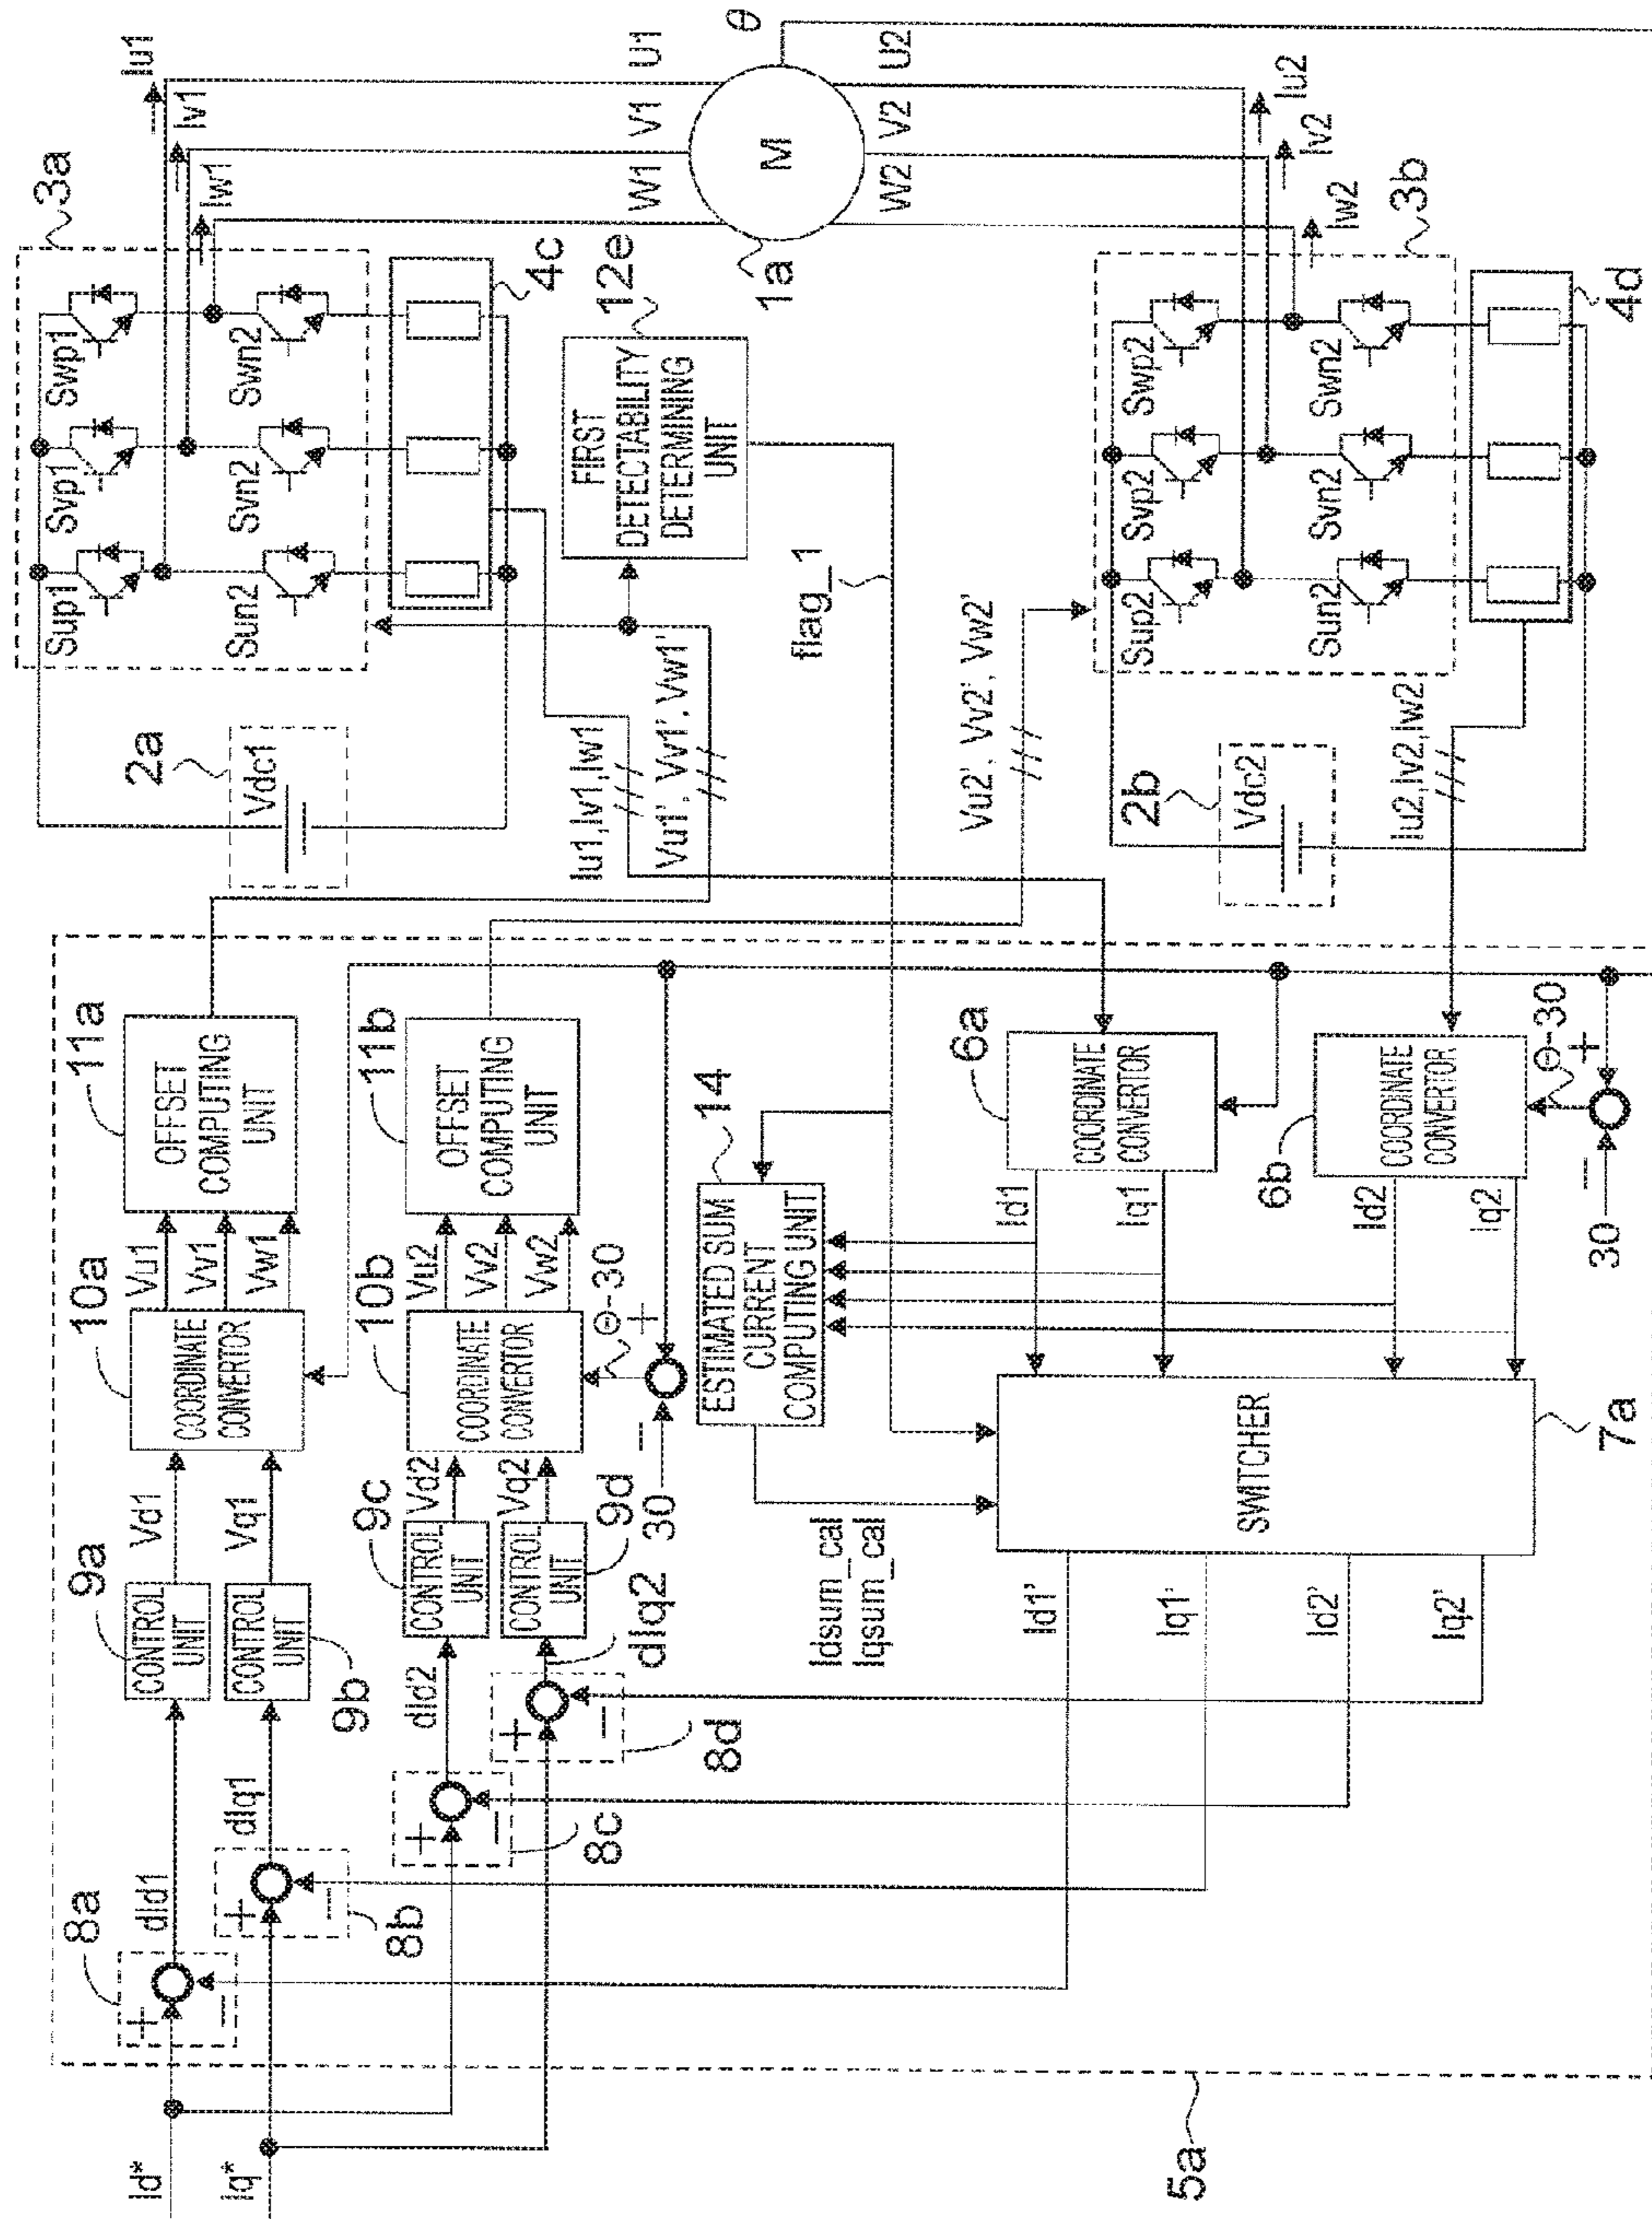 Id*
Iq*
5a
8a
dId1
8b
dIq1
8c
dId2
8d
dIq2
9a
CONTROL
UNIT
9b
CONTROL
UNIT
9c
CONTROL
UNIT
9d
CONTROL
UNIT
Vd1
Vq1
Vd2
Vq2
10a
COORDINATE
CONVERTOR
10b
COORDINATE
CONVERTOR
Θ-30
+
−
30
Vu1
Vv1
Vw1
Vu2
Vv2
Vw2
11a
OFFSET
COMPUTING
UNIT
11b
OFFSET
COMPUTING
UNIT
14
ESTIMATED SUM
CURRENT
COMPUTING UNIT
Idsum_cal
Iqsum_cal
Id1'
Iq1'
Id2'
Iq2'
SWITCHER
7a
Id1
Iq1
Id2
Iq2
6a
COORDINATE
CONVERTOR
6b
COORDINATE
CONVERTOR
Θ-30
+
−
30
2a
Vdc1
Iu1,Iv1,Iw1
Vu1', Vv1', Vw1'
flag_1
Vu2', Vv2', Vw2'
2b
Vdc2
Iu2,Iv2,Iw2
3a
Sup1
Svp1
Swp1
Sun2
Svn2
Swn2
4c
12e
FIRST
DETECTABILITY
DETERMINING
UNIT
Iu1
Iv1
Iw1
U1
V1
W1
M
1a
θ
U2
V2
W2
Iu2
Iv2
Iw2
3b
Sup2
Svp2
Swp2
Sun2
Svn2
Swn2
4d
+
−
+
−
+
−
+
−